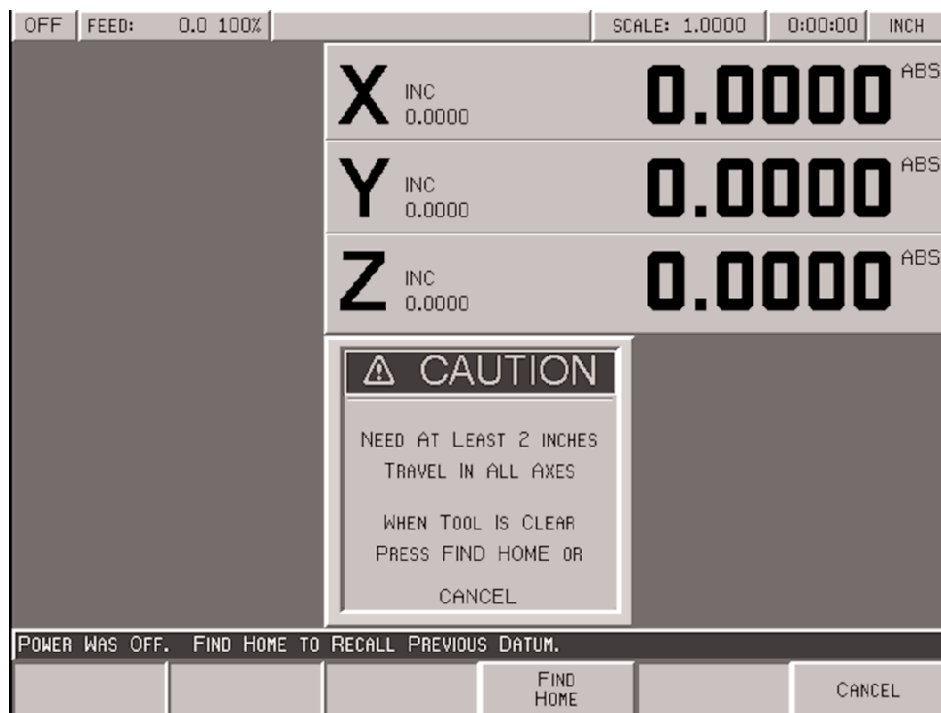 OFF FEED: 0.0 100% SCALE: 1.0000 0:00:00 INCH
X INC 0.0000 0.0000 ABS
Y INC 0.0000 0.0000 ABS
Z INC 0.0000 0.0000 ABS
CAUTION
NEED AT LEAST 2 INCHES
TRAVEL IN ALL AXES
WHEN TOOL IS CLEAR
PRESS FIND HOME OR
CANCEL
POWER WAS OFF. FIND HOME TO RECALL PREVIOUS DATUM.
FIND
HOME
CANCEL